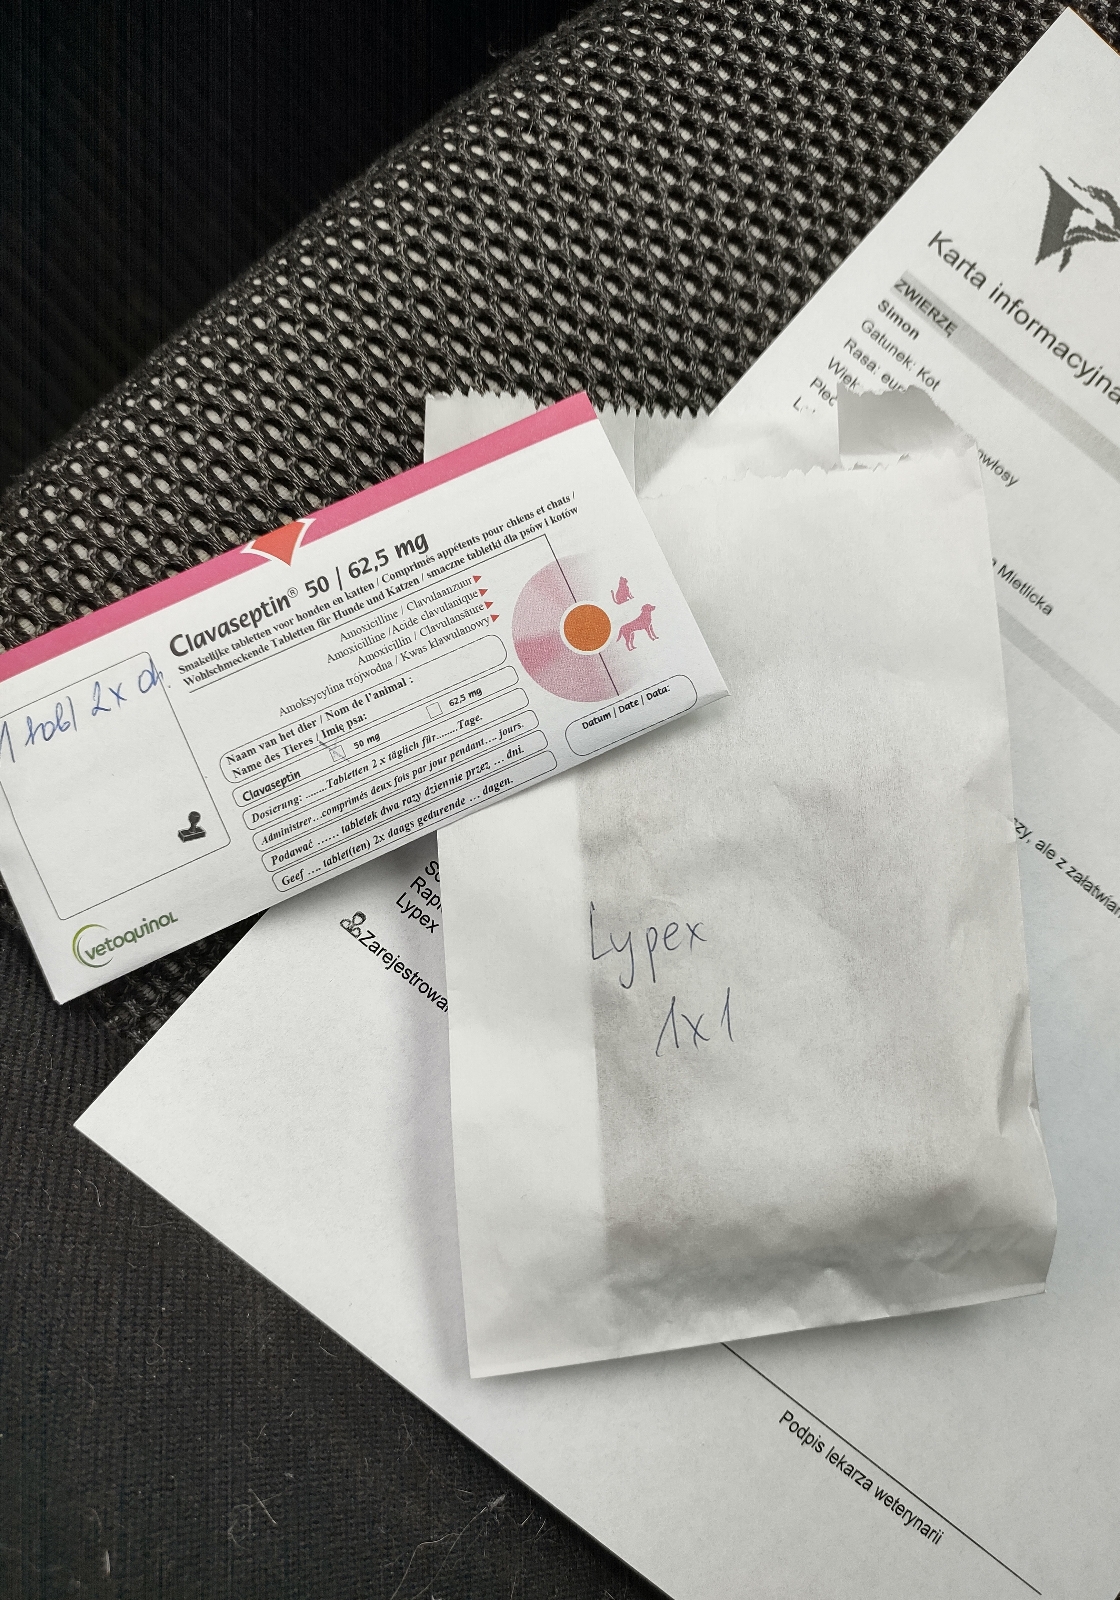 Karta informacyjna
ZWIERZĘ
Simon
Gatunek: Kot
Rasa:
Wiek
Płeć
Mietlicka
ale z
Clavaseptin® 50 | 62,5 mg
Smakelijke tabletten voor honden en katten / Comprimés appétents pour chiens et chats /
Wohlschmeckende Tabletten für Hunde und Katzen / smaczne tabletki dla psów i kotów
Amoxicilline / Clavulaanzuur
Amoxicilline /Acide clavulanique
Amoxicillin / Clavulansäure
Amoksycylina trójwodna / Kwas klawulanowy
Naam van het dier / Nom de l'animal :
Name des Tieres / Imię psa:
Clavaseptin 50 mg 62,5 mg
Dosierung: ........Tabletten 2 x täglich für........Tage.
Administrer...comprimés deux fois par jour pendant.... jours.
Podawać ...... tabletek dwa razy dziennie przez ... dni.
Geef .... tablet(ten) 2x daags gedurende ... dagen.
Datum / Date / Data:
1 tabl 2x dz.
vetoquinol
Lypex
Lypex
1x1
Podpis lekarza weterynarii